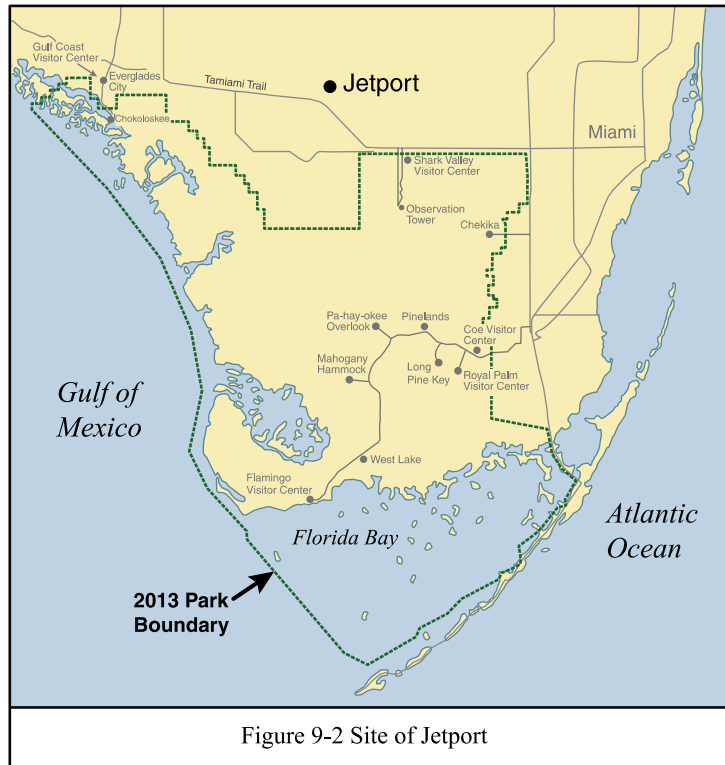 Gulf Coast
Visitor Center
Everglades
City
Chokoloskee
Tamiami Trail
Jetport
Miami
Shark Valley
Visitor Center
Observation
Tower
Chekika
Pa-hay-okee
Overlook
Pinelands
Coe Visitor
Center
Mahogany
Hammock
Long
Pine Key
Royal Palm
Visitor Center
Gulf of
Mexico
West Lake
Flamingo
Visitor Center
Florida Bay
Atlantic
Ocean
2013 Park
Boundary
Figure 9-2 Site of Jetport